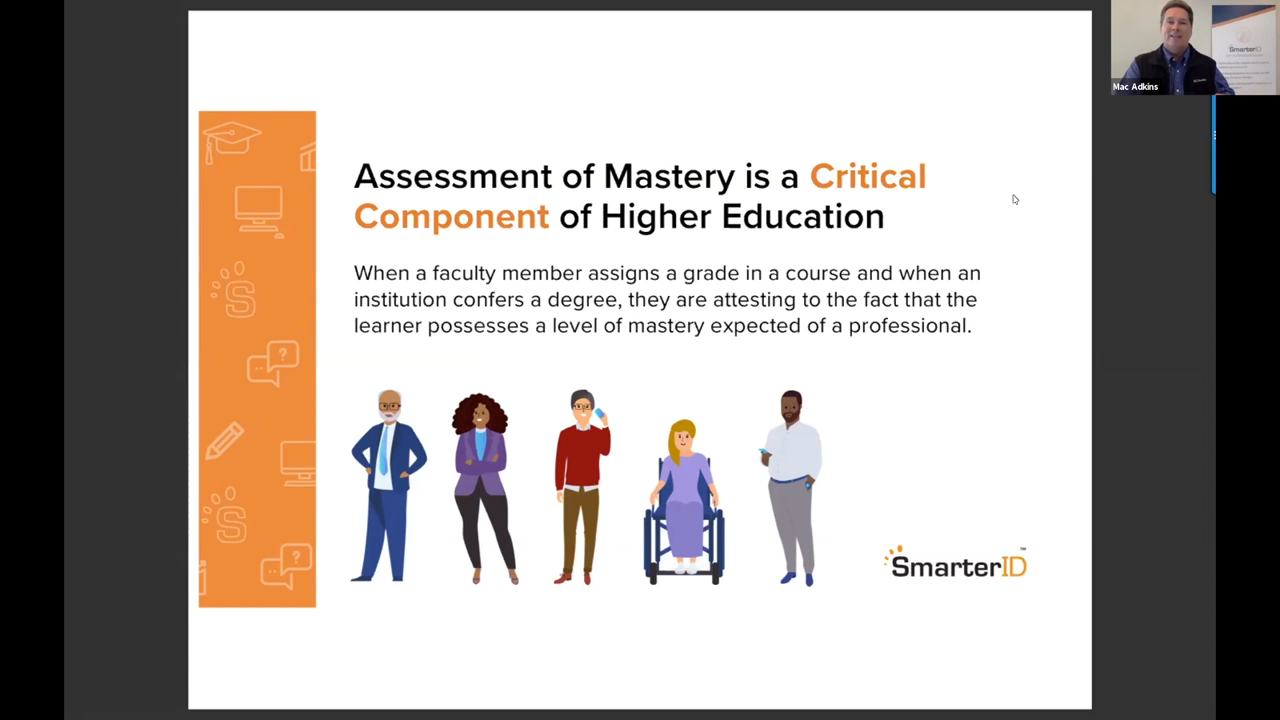 Assessment of Mastery is a Critical
Component of Higher Education
When a faculty member assigns a grade in a course and when an
institution confers a degree, they are attesting to the fact that the
learner possesses a level of mastery expected of a professional.
SmarterID™
SmarterID
Mac Adkins